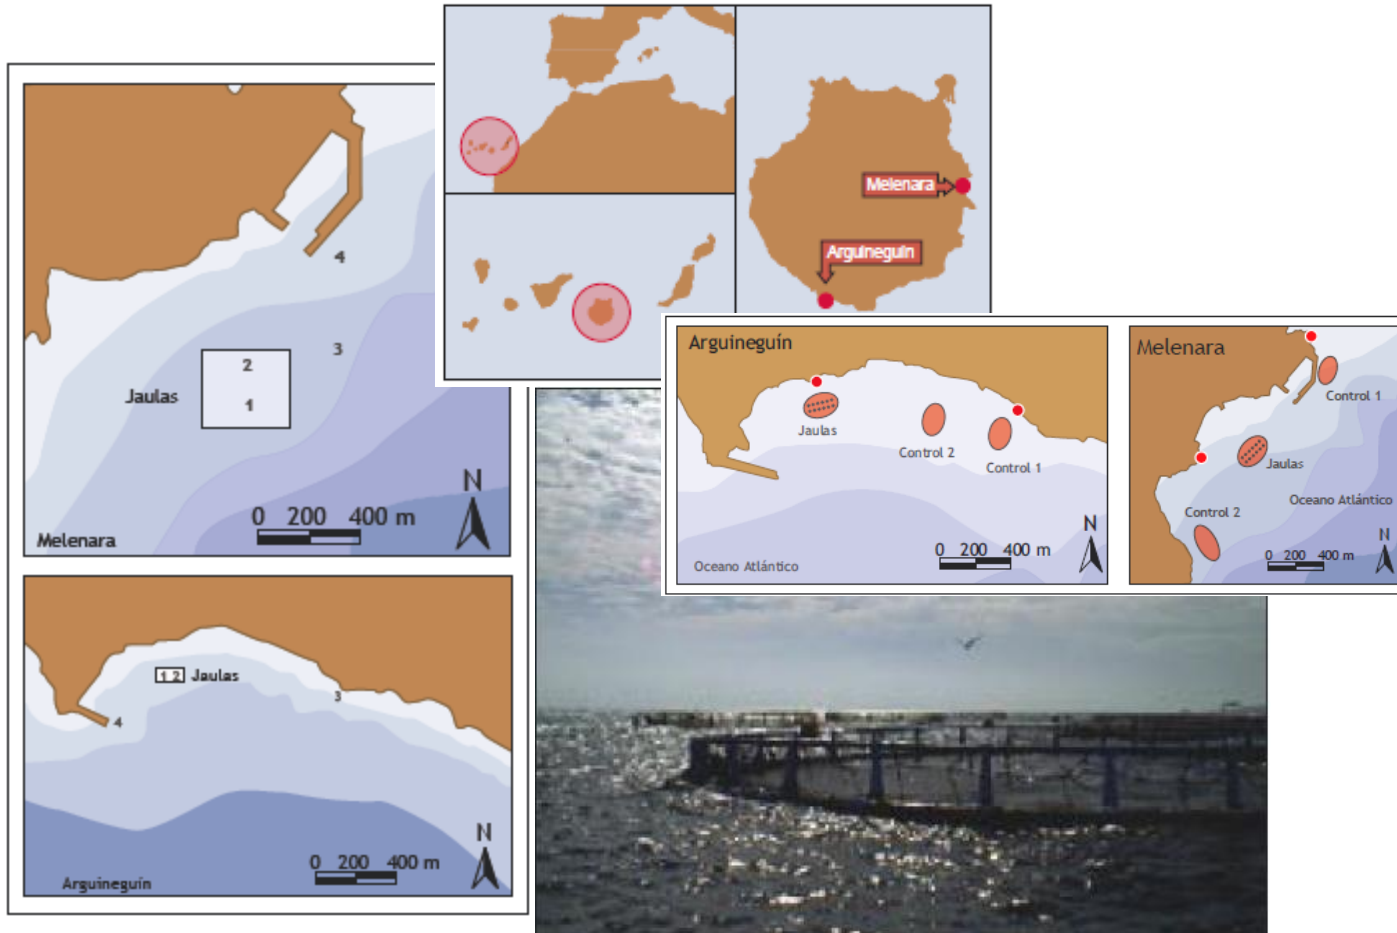 4
3
2
Jaulas
1
N
0 200 400 m
Melenara
1 2 Jaulas
3
4
N
0 200 400 m
Arguineguín
Melenara
Arguineguín
Arguineguín
Jaulas
Control 2
Control 1
N
0 200 400 m
Oceano Atlántico
Melenara
Control 1
Jaulas
Oceano Atlántico
Control 2
N
0 200 400 m